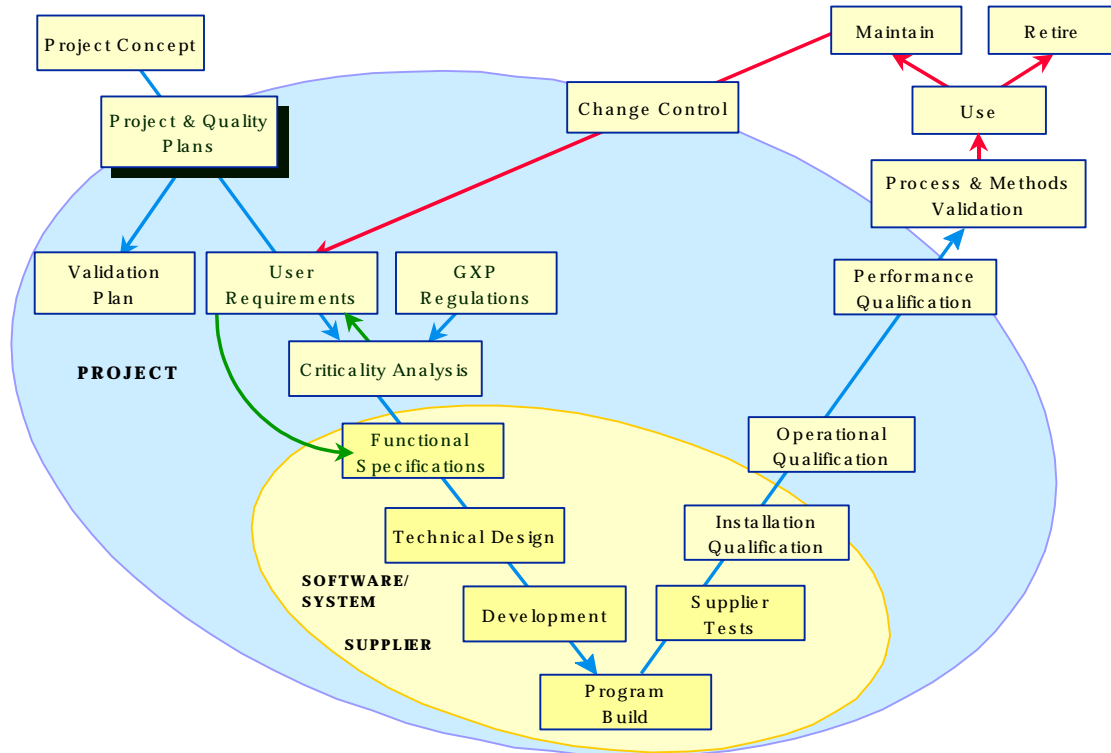 Project Concept
Maintain
Retire
Change Control
Use
Project & Quality
Plans
Process & Methods
Validation
Validation
Plan
User
Requirements
GXP
Regulations
Performance
Qualification
PROJECT
Criticality Analysis
Functional
Specifications
Operational
Qualification
Technical Design
Installation
Qualification
SOFTWARE/
SYSTEM
SUPPLIER
Development
Supplier
Tests
Program
Build